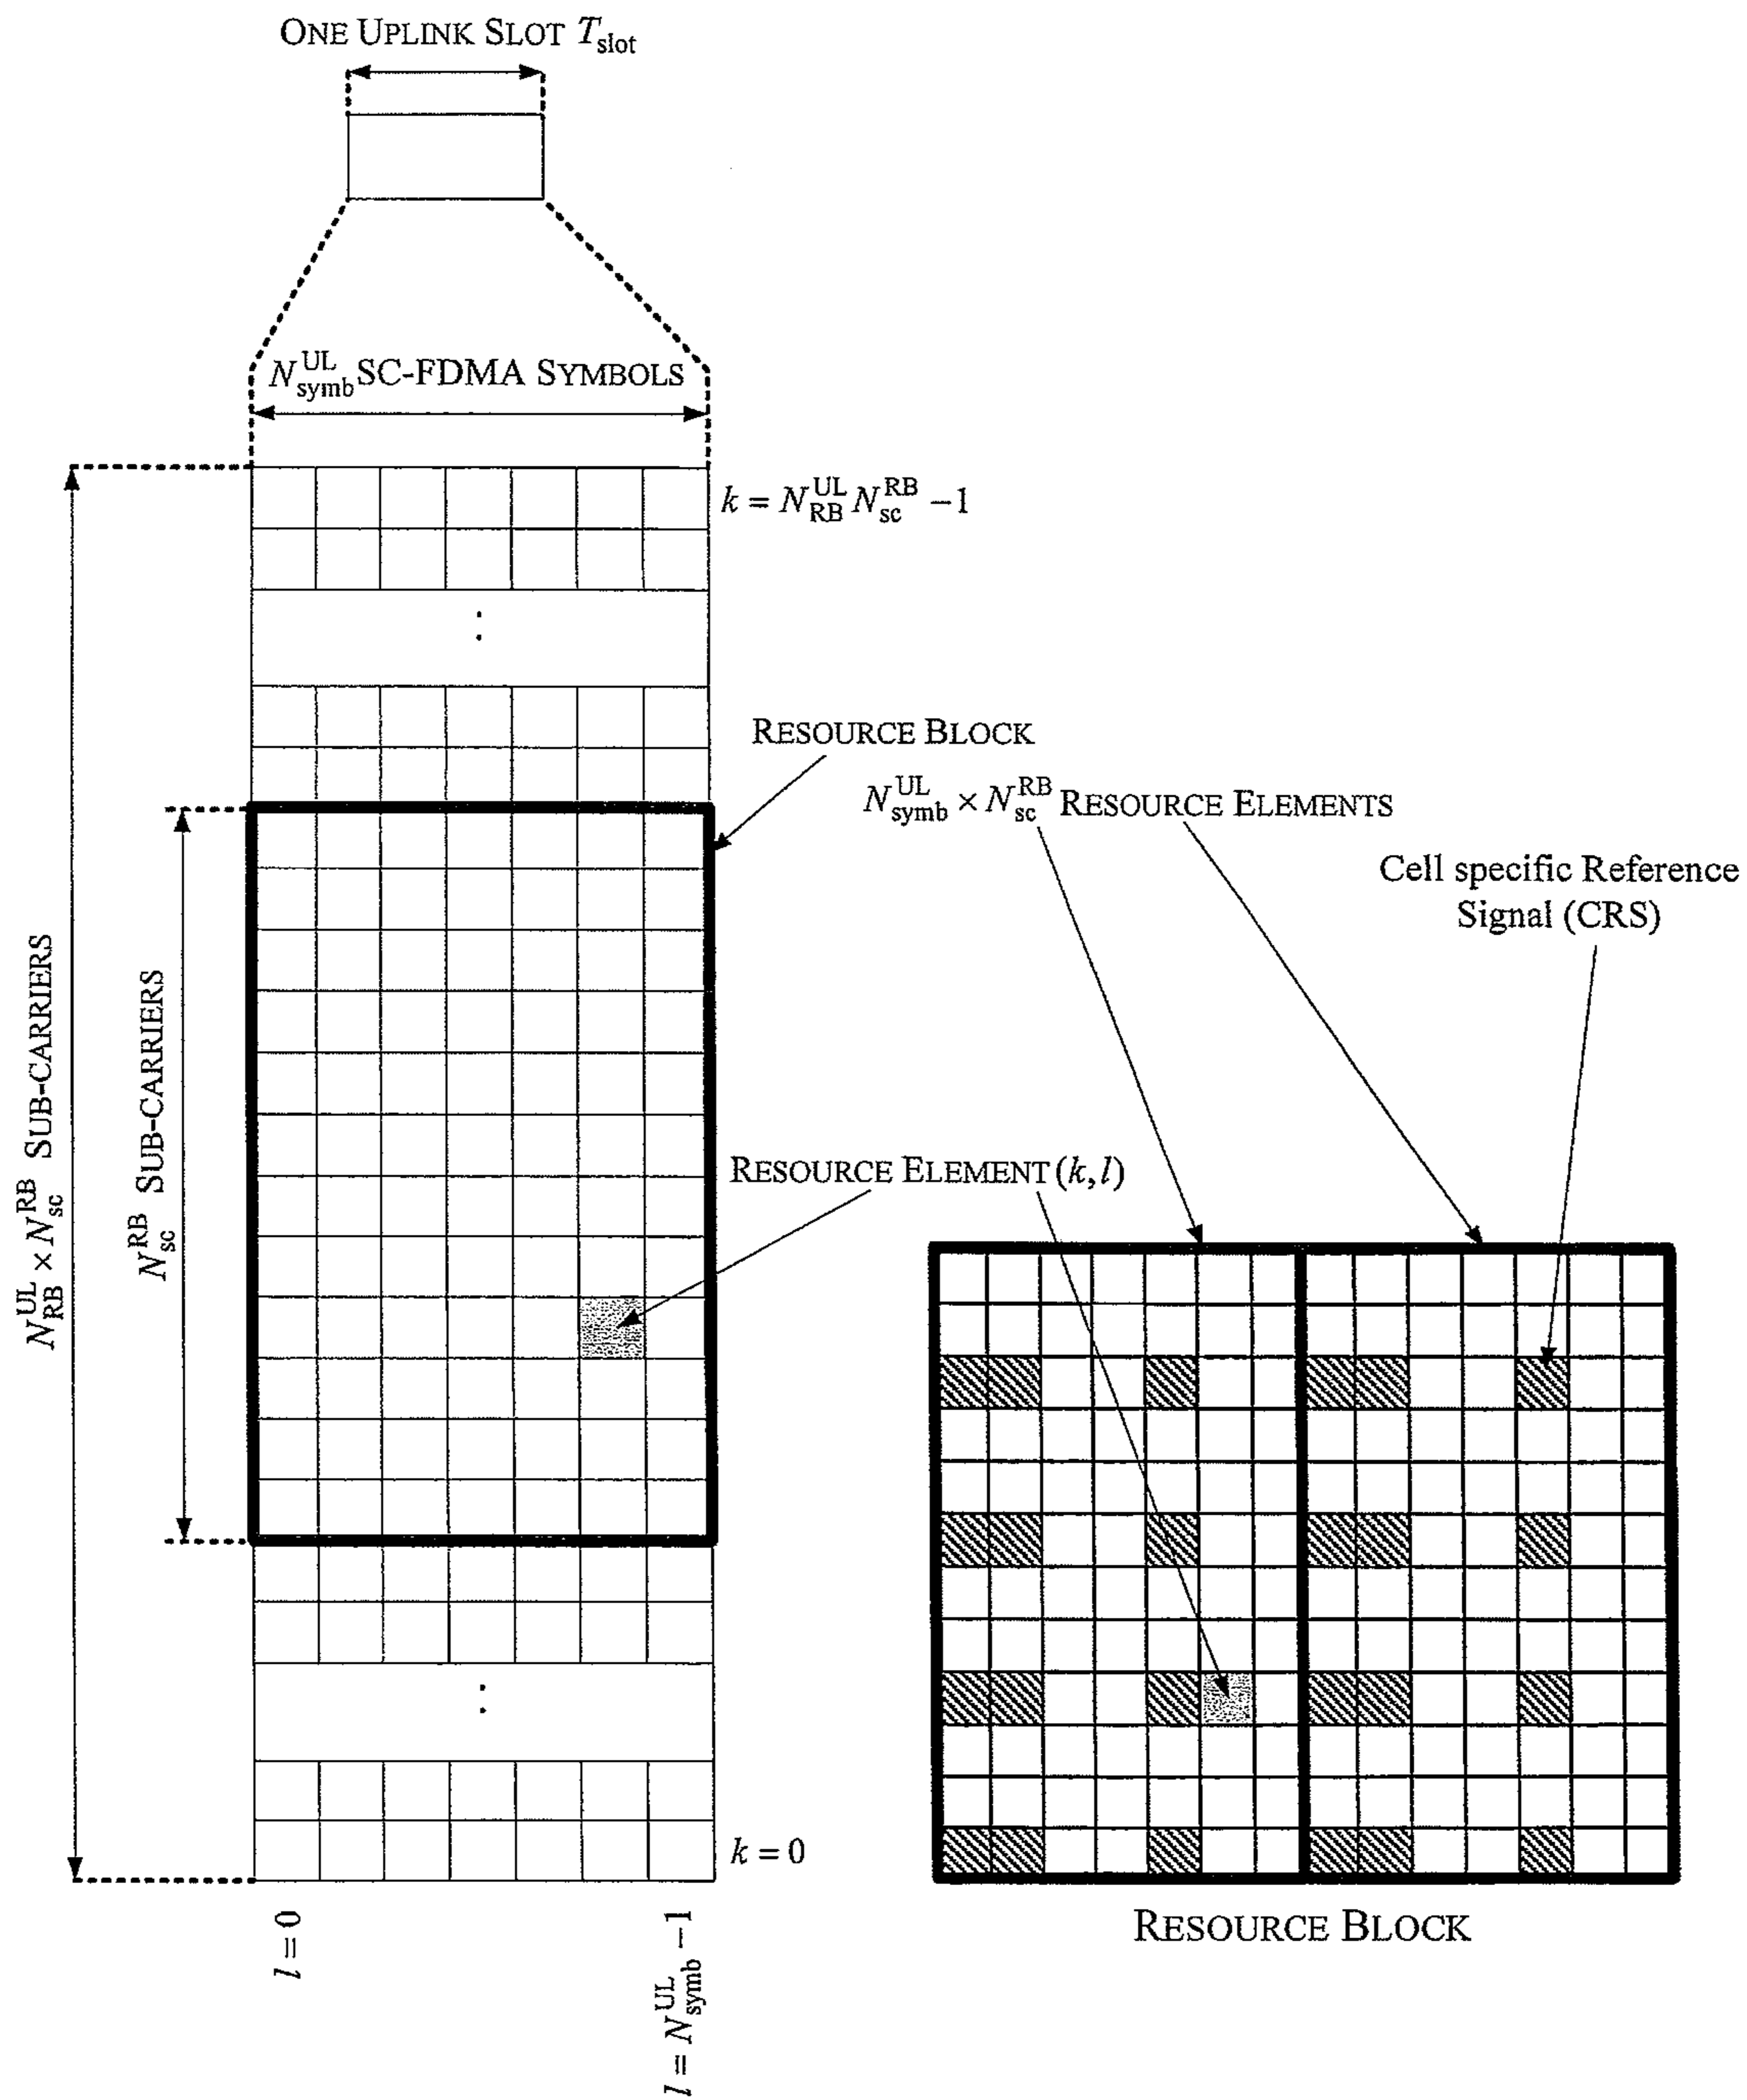 ONE UPLINK SLOT T_slot
N_symb^UL SC-FDMA SYMBOLS
k = N_RB^UL N_sc^RB −1
RESOURCE BLOCK
N_symb^UL × N_sc^RB RESOURCE ELEMENTS
Cell specific Reference
Signal (CRS)
N_RB^UL × N_sc^RB SUB-CARRIERS
N_sc^RB SUB-CARRIERS
RESOURCE ELEMENT (k, l)
k = 0
l = 0
l = N_symb^UL −1
RESOURCE BLOCK